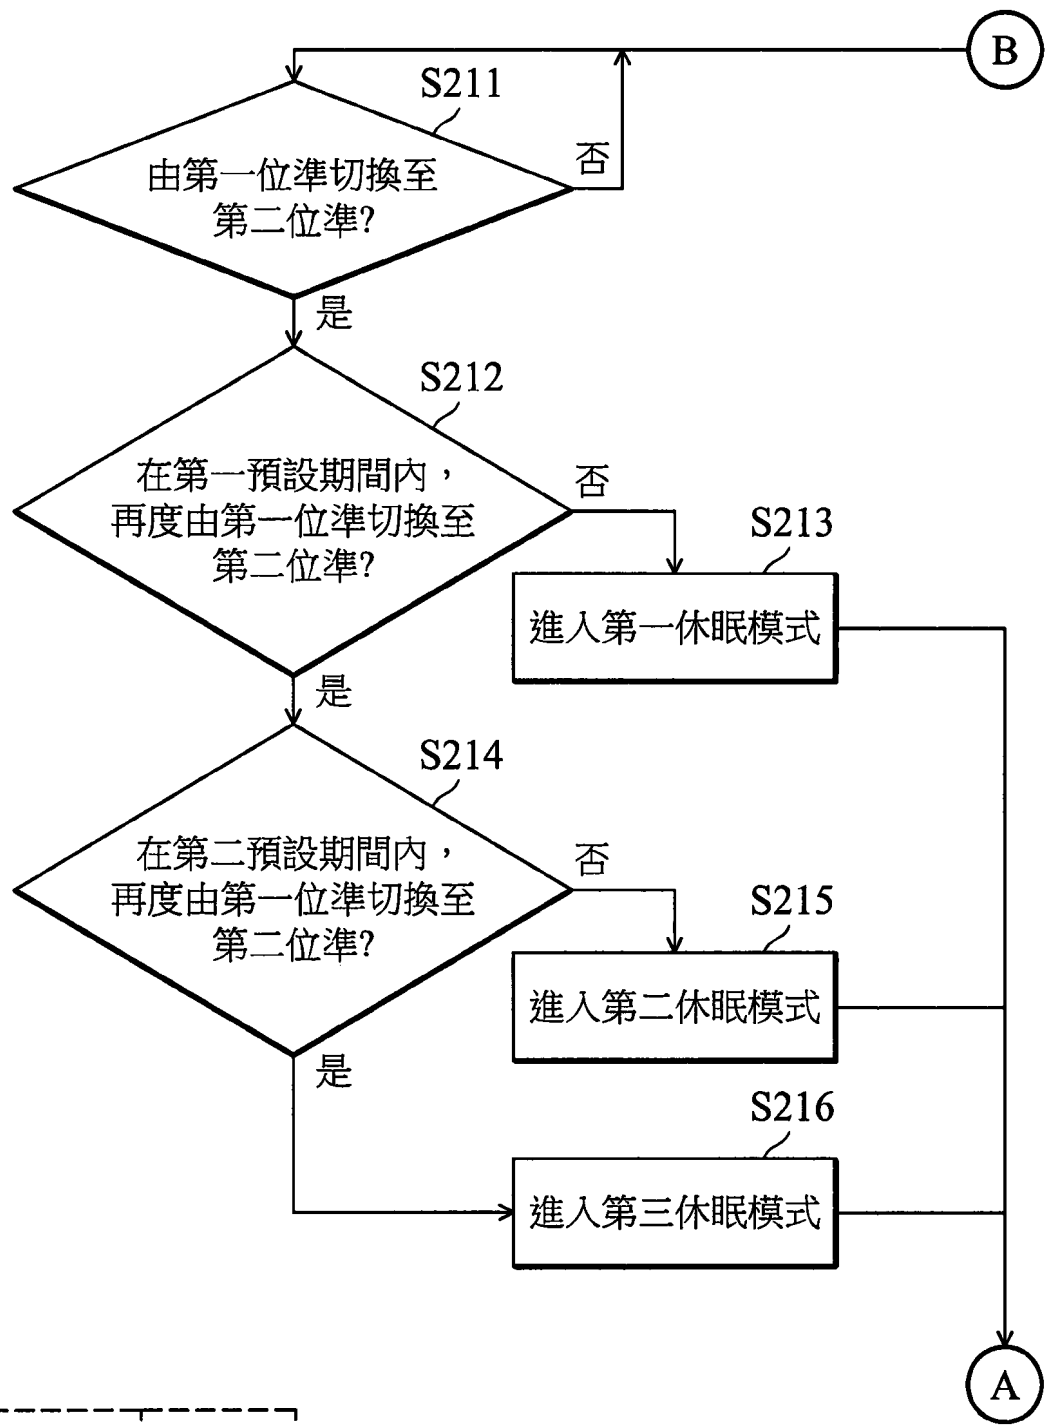 B
S211
由第一位準切換至
第二位準?
否
是
S212
在第一預設期間內，
再度由第一位準切換至
第二位準?
否
S213
進入第一休眠模式
是
S214
在第二預設期間內，
再度由第一位準切換至
第二位準?
否
S215
進入第二休眠模式
是
S216
進入第三休眠模式
A